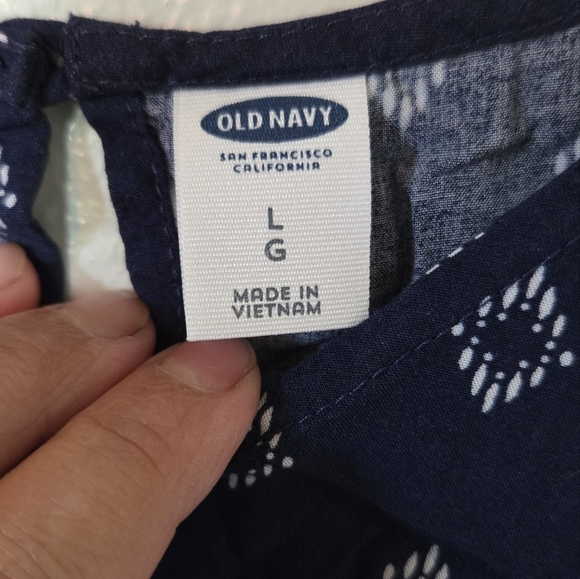 OLD NAVY
SAN FRANCISCO
CALIFORNIA
L
G
MADE IN
VIETNAM